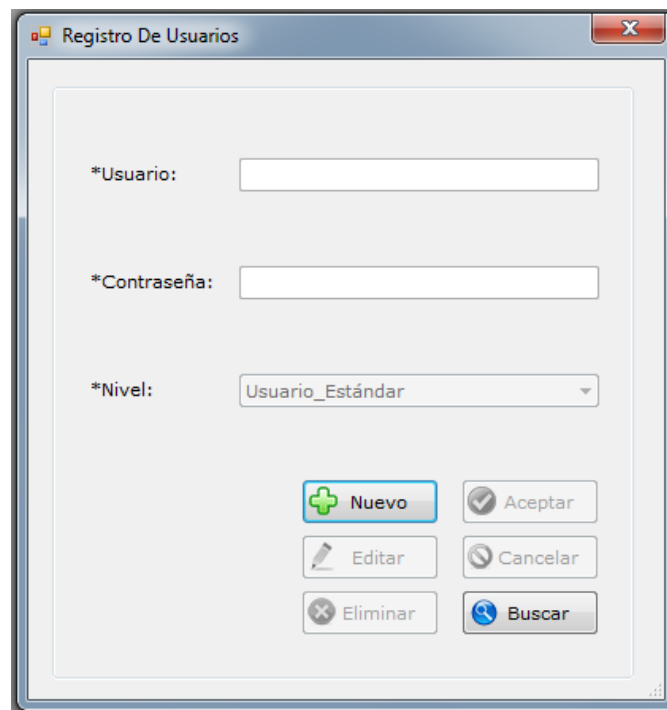 Registro De Usuarios
*Usuario:
*Contraseña:
*Nivel: Usuario_Estándar
Nuevo Aceptar
Editar Cancelar
Eliminar Buscar